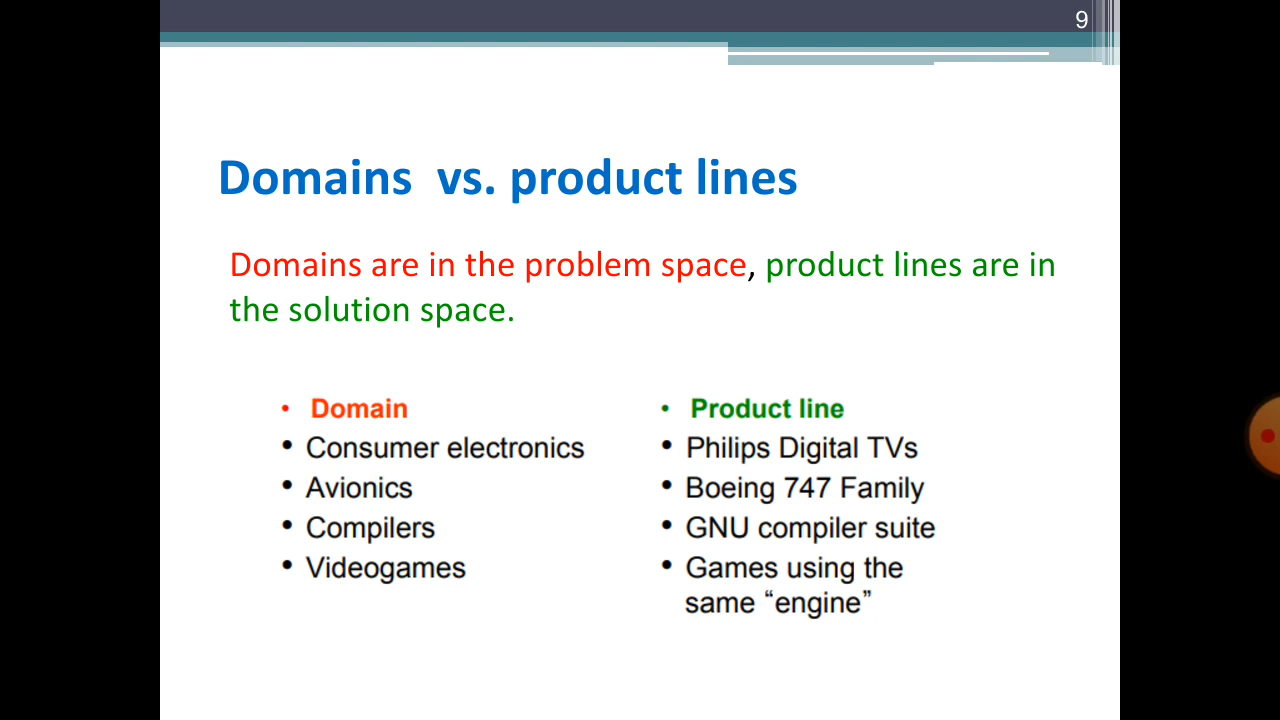 9
Domains vs. product lines
Domains are in the problem space, product lines are in
the solution space.
• Domain
• Consumer electronics
• Avionics
• Compilers
• Videogames
• Product line
• Philips Digital TVs
• Boeing 747 Family
• GNU compiler suite
• Games using the
same “engine”